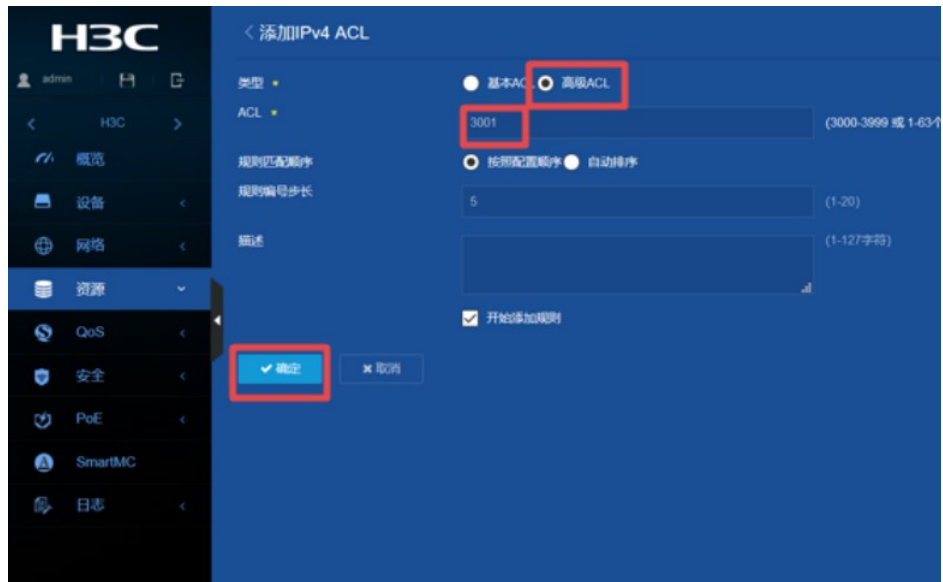 H3C
admin
H3C
概览
设备
网络
资源
QoS
安全
PoE
SmartMC
日志
添加IPv4 ACL
类型
基本ACL
高级ACL
ACL
3001
(3000-3999 或 1-63个
规则匹配顺序
按照配置顺序
自动排序
规则编号步长
5
(1-20)
描述
(1-127字符)
开始添加规则
确定
取消